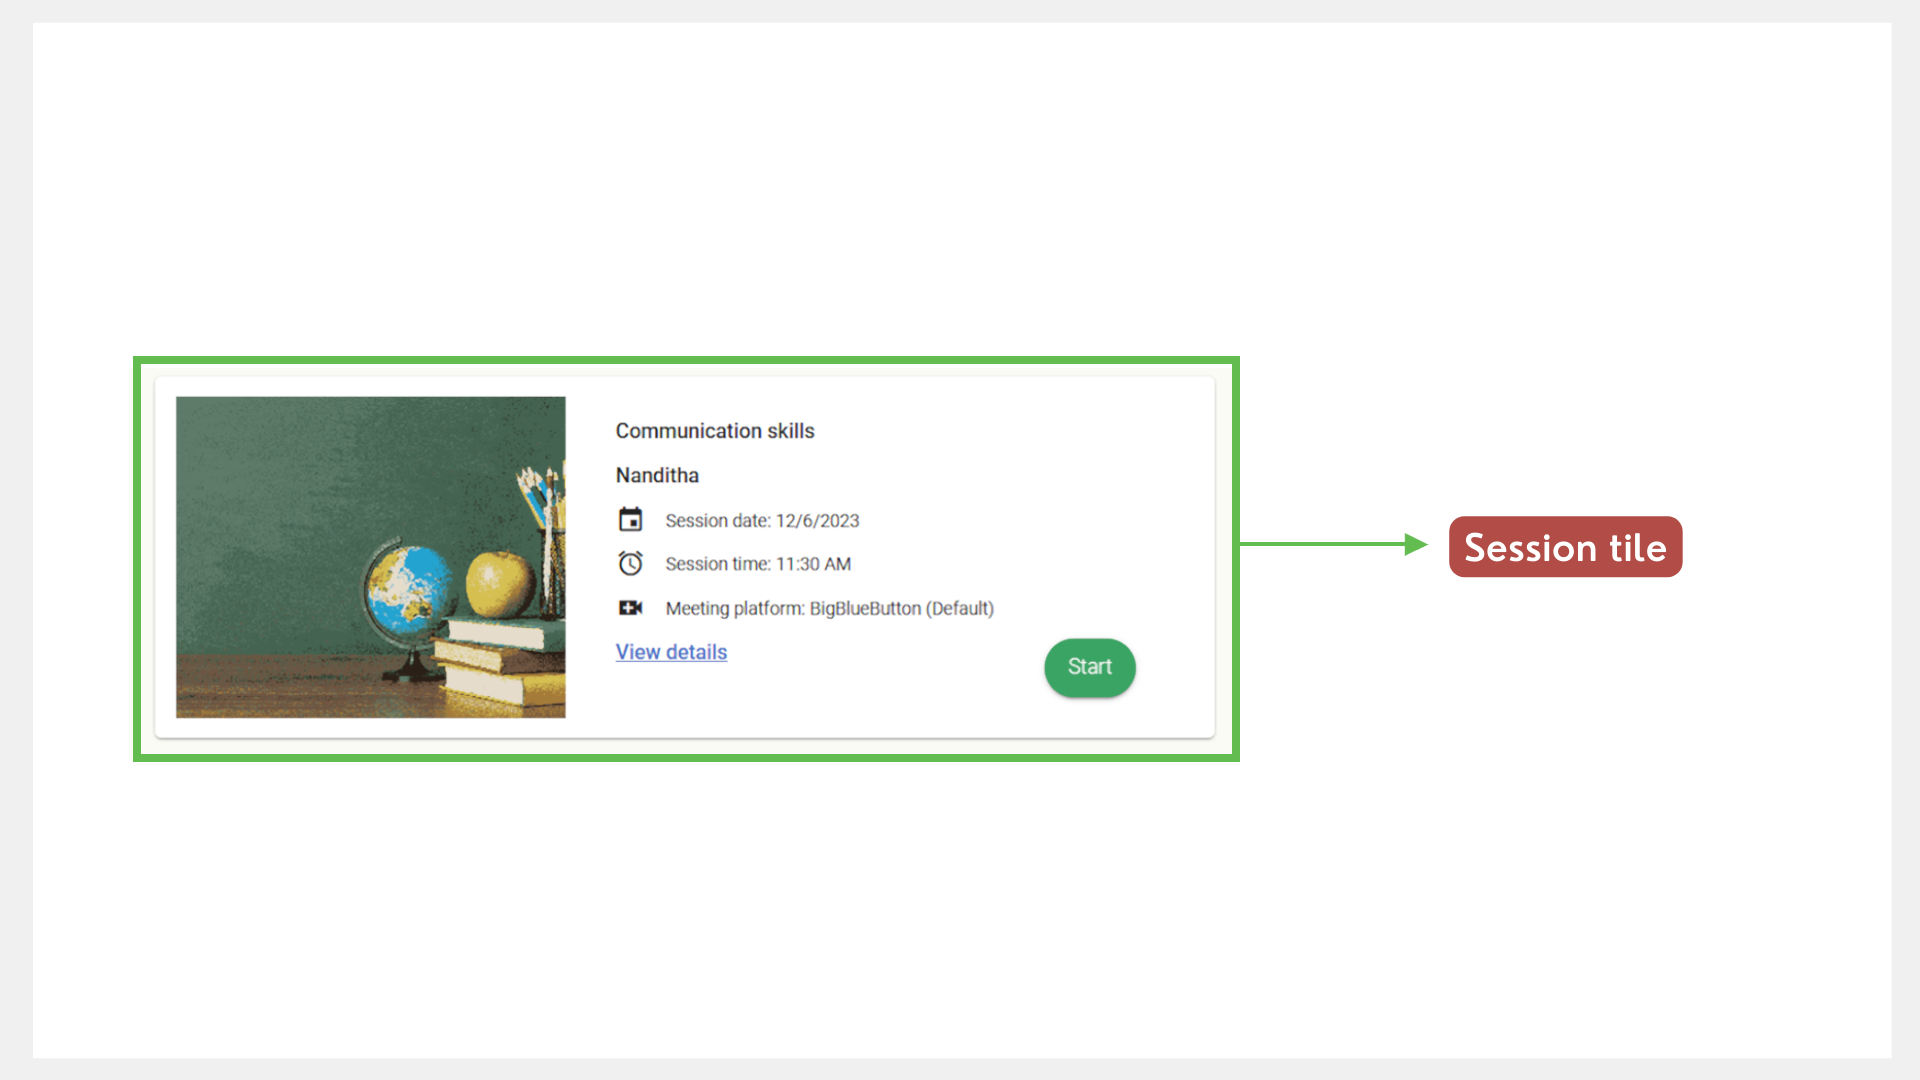 Communication skills
Nanditha
Session date: 12/6/2023
Session time: 11:30 AM
Meeting platform: BigBlueButton (Default)
View details
Start
Session tile